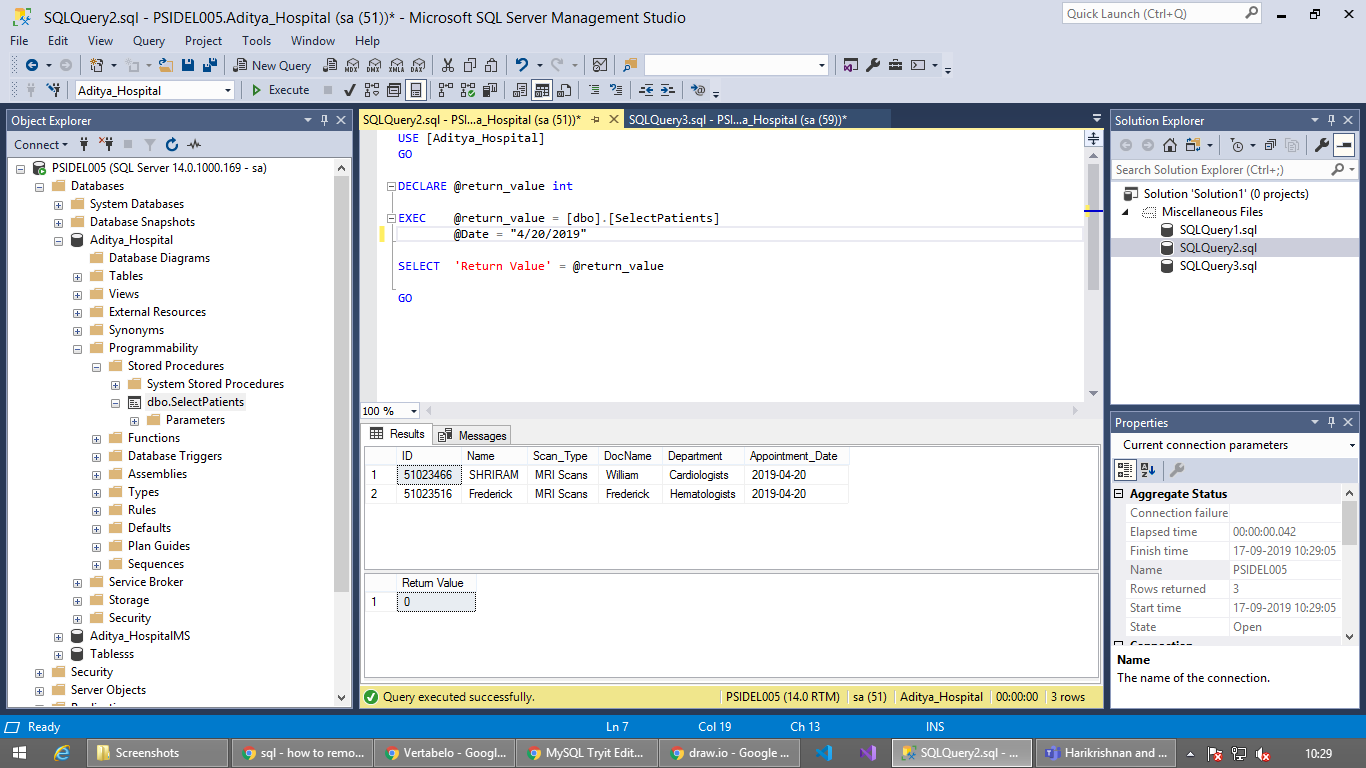 SQLQuery2.sql - PSIDEL005.Aditya_Hospital (sa (51))* - Microsoft SQL Server Management Studio
Quick Launch (Ctrl+Q)
File Edit View Query Project Tools Window Help
New Query MDX DMX XMLA DAX
Aditya_Hospital Execute
Object Explorer
Connect
PSIDEL005 (SQL Server 14.0.1000.169 - sa)
Databases
System Databases
Database Snapshots
Aditya_Hospital
Database Diagrams
Tables
Views
External Resources
Synonyms
Programmability
Stored Procedures
System Stored Procedures
dbo.SelectPatients
Parameters
Functions
Database Triggers
Assemblies
Types
Rules
Defaults
Plan Guides
Sequences
Service Broker
Storage
Security
Aditya_HospitalMS
Tablesss
Security
Server Objects
SQLQuery2.sql - PSI...a_Hospital (sa (51))* SQLQuery3.sql - PSI...a_Hospital (sa (59))*
USE [Aditya_Hospital]
GO
DECLARE @return_value int
EXEC @return_value = [dbo].[SelectPatients]
@Date = "4/20/2019"
SELECT 'Return Value' = @return_value
GO
100 %
Results Messages
ID Name Scan_Type DocName Department Appointment_Date
1 51023466 SHRIRAM MRI Scans William Cardiologists 2019-04-20
2 51023516 Frederick MRI Scans Frederick Hematologists 2019-04-20
Return Value
1 0
Query executed successfully. PSIDEL005 (14.0 RTM) sa (51) Aditya_Hospital 00:00:00 3 rows
Solution Explorer
Search Solution Explorer (Ctrl+;)
Solution 'Solution1' (0 projects)
Miscellaneous Files
SQLQuery1.sql
SQLQuery2.sql
SQLQuery3.sql
Properties
Current connection parameters
Aggregate Status
Connection failure
Elapsed time 00:00:00.042
Finish time 17-09-2019 10:29:05
Name PSIDEL005
Rows returned 3
Start time 17-09-2019 10:29:05
State Open
Connection
Name
The name of the connection.
Ready Ln 7 Col 19 Ch 13 INS
Screenshots sql - how to remo... Vertabelo - Googl... MySQL Tryit Edit... draw.io - Google ... SQLQuery2.sql - ... Harikrishnan and ... 10:29